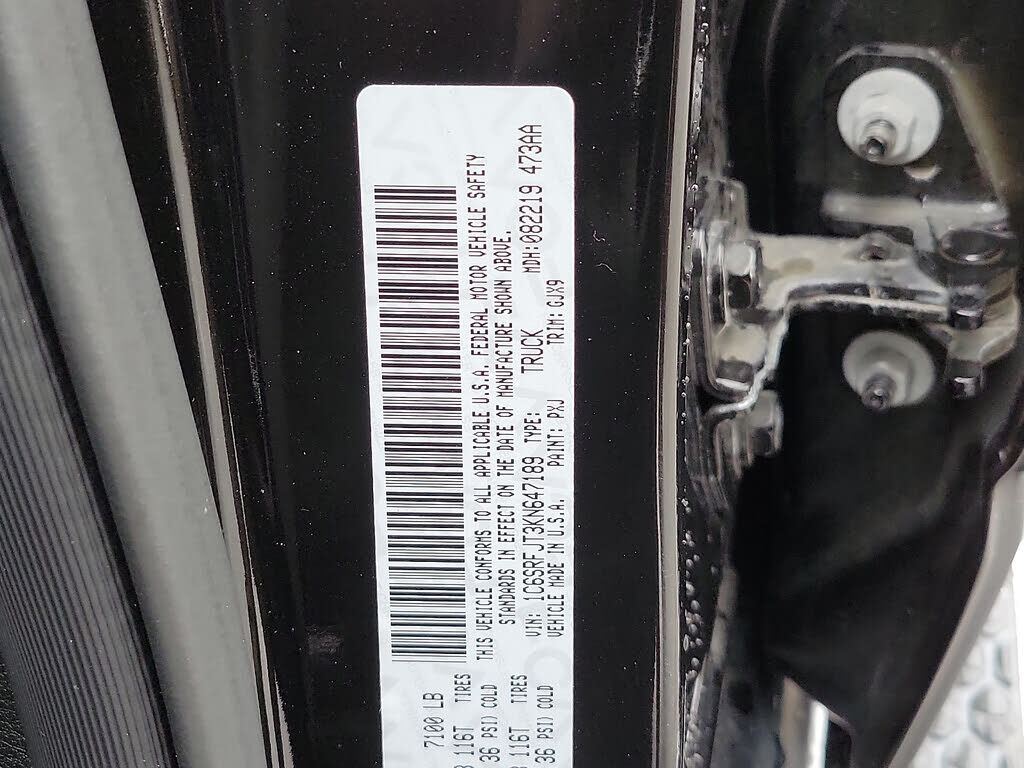 7100 LB
116T TIRES
36 PSI) COLD
116T TIRES
36 PSI) COLD
THIS VEHICLE CONFORMS TO ALL APPLICABLE U.S.A. FEDERAL MOTOR VEHICLE SAFETY
STANDARDS IN EFFECT ON THE DATE OF MANUFACTURE SHOWN ABOVE.
VIN: 1C6SRFJT3KN647189 TYPE: TRUCK MDH:082219 473AA
VEHICLE MADE IN U.S.A. PAINT: PXJ TRIM:GJX9